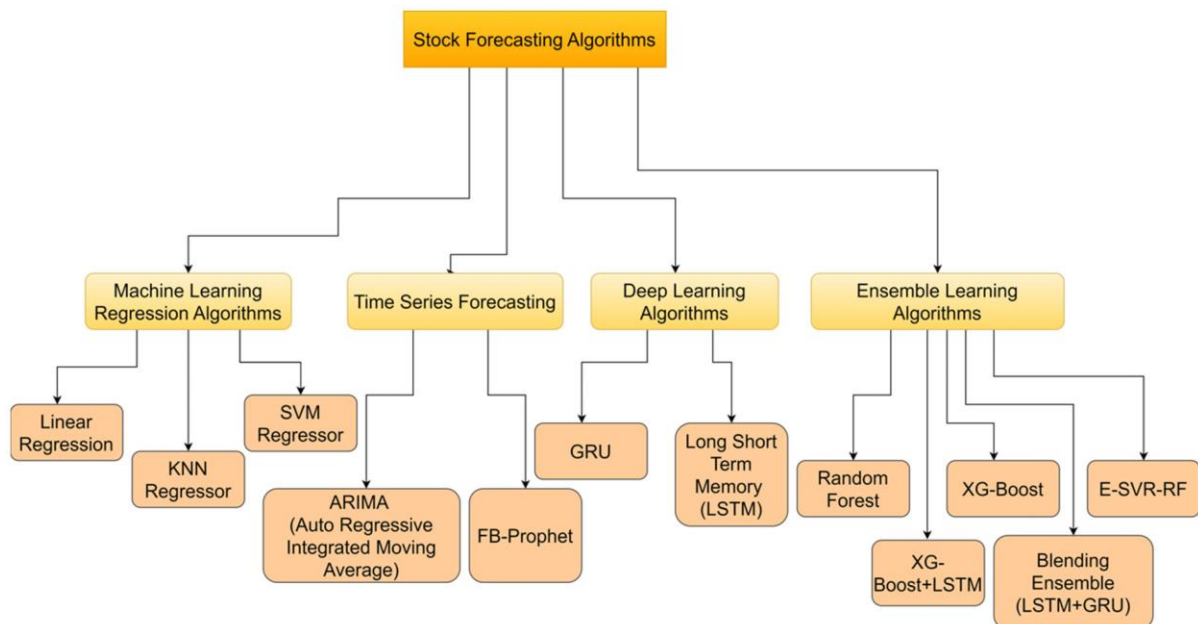 Stock Forecasting Algorithms
Machine Learning
Regression Algorithms
Time Series Forecasting
Deep Learning
Algorithms
Ensemble Learning
Algorithms
Linear
Regression
KNN
Regressor
SVM
Regressor
ARIMA
(Auto Regressive
Integrated Moving
Average)
FB-Prophet
GRU
Long Short
Term
Memory
(LSTM)
Random
Forest
XG-
Boost+LSTM
XG-Boost
Blending
Ensemble
(LSTM+GRU)
E-SVR-RF